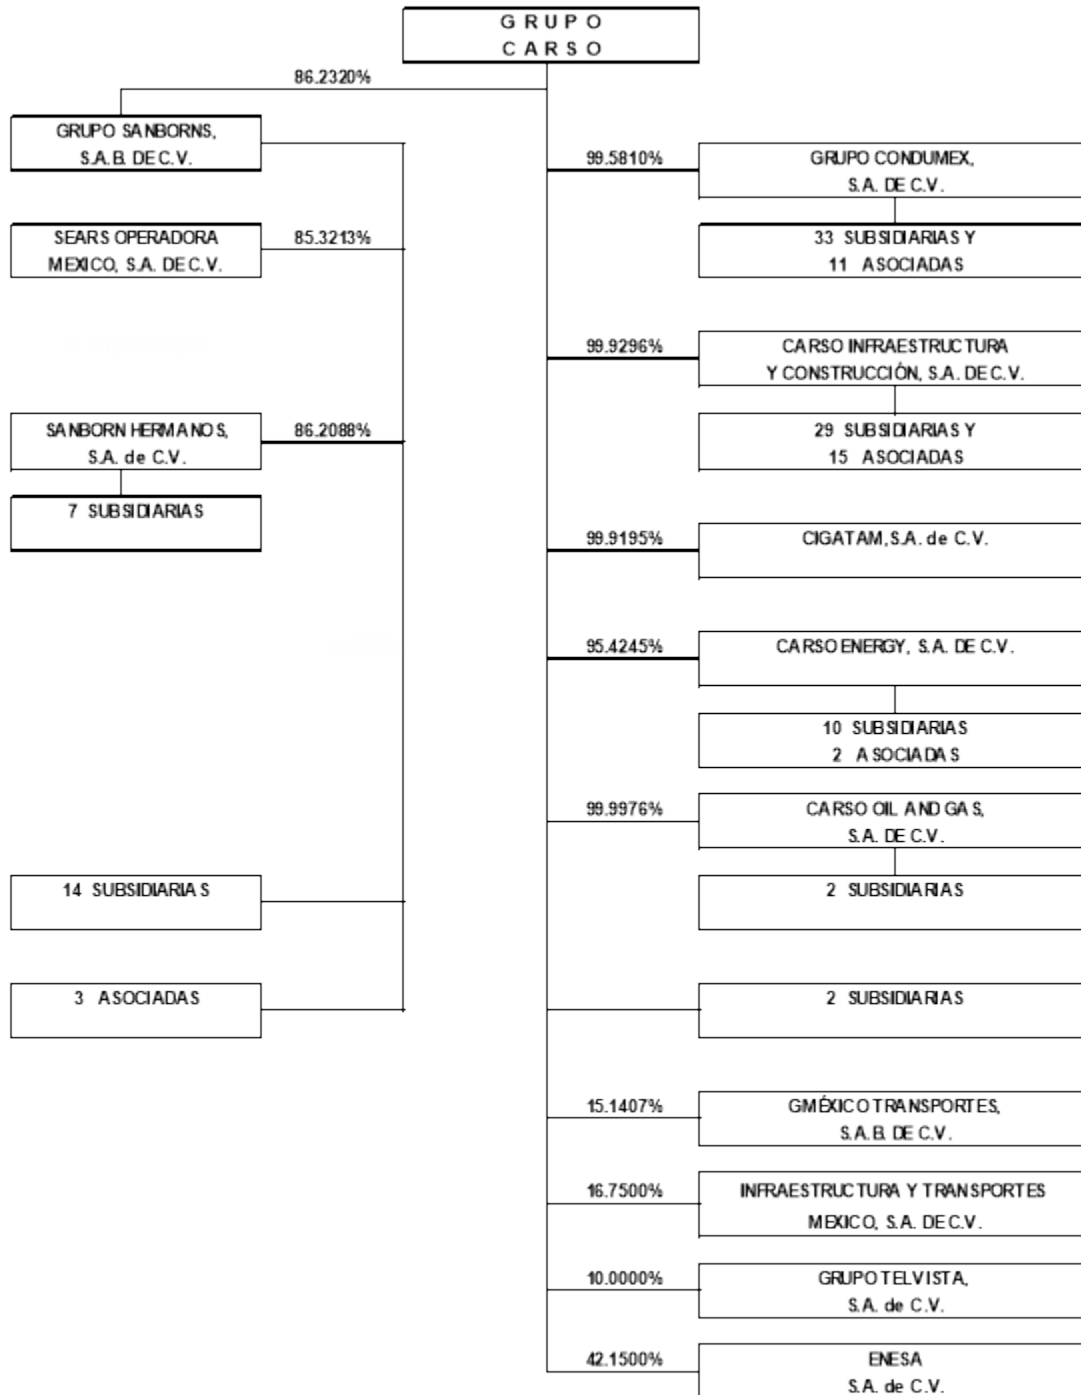 GRUPO
CARSO
86.2320%
GRUPO SANBORNS,
S.A.B. DE C.V.
SEARS OPERADORA
MEXICO, S.A. DE C.V.
85.3213%
SANBORN HERMANOS,
S.A. de C.V.
86.2088%
7 SUBSIDIARIAS
14 SUBSIDIARIAS
3 ASOCIADAS
99.5810%
GRUPO CONDUMEX,
S.A. DE C.V.
33 SUBSIDIARIAS Y
11 ASOCIADAS
99.9296%
CARSO INFRAESTRUCTURA
Y CONSTRUCCIÓN, S.A. DE C.V.
29 SUBSIDIARIAS Y
15 ASOCIADAS
99.9195%
CIGATAM, S.A. de C.V.
95.4245%
CARSO ENERGY, S.A. DE C.V.
10 SUBSIDIARIAS
2 ASOCIADAS
99.9976%
CARSO OIL AND GAS,
S.A. DE C.V.
2 SUBSIDIARIAS
2 SUBSIDIARIAS
15.1407%
GMÉXICO TRANSPORTES,
S.A.B. DE C.V.
16.7500%
INFRAESTRUCTURA Y TRANSPORTES
MEXICO, S.A. DE C.V.
10.0000%
GRUPO TELVISTA,
S.A. de C.V.
42.1500%
ENESA
S.A. de C.V.